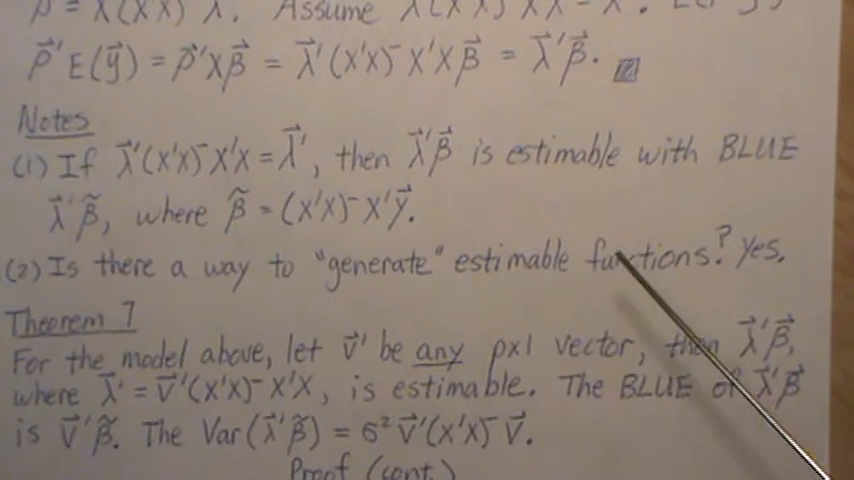 Assume
ρ⃗'E(y⃗) = ρ⃗'Xβ⃗ = λ⃗'(X'X)⁻X'Xβ⃗ = λ⃗'β⃗.
Notes
(1) If λ⃗'(X'X)⁻X'X = λ⃗', then λ⃗'β⃗ is estimable with BLUE
λ⃗'β̃, where β̃ = (X'X)⁻X'y⃗.
(2) Is there a way to "generate" estimable functions? Yes.
Theorem 7
For the model above, let v⃗' be any px1 vector, then λ⃗'β⃗,
where λ⃗' = v⃗'(X'X)⁻X'X, is estimable. The BLUE of λ⃗'β⃗
is v⃗'β̃. The Var(λ⃗'β̃) = σ²v⃗'(X'X)⁻v⃗.
Proof (cont.)